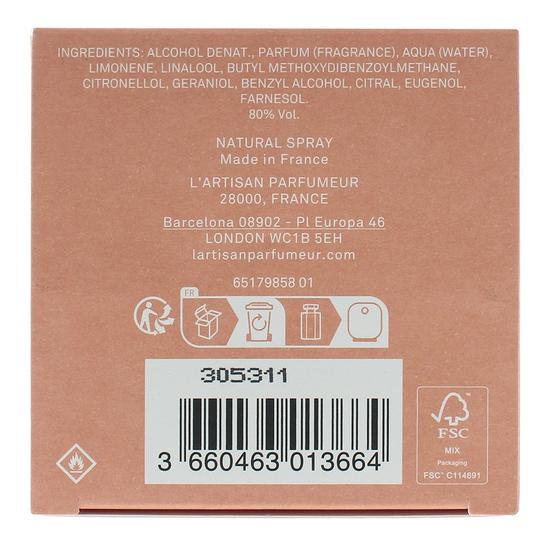 INGREDIENTS: ALCOHOL DENAT., PARFUM (FRAGRANCE), AQUA (WATER),
LIMONENE, LINALOOL, BUTYL METHOXYDIBENZOYLMETHANE,
CITRONELLOL, GERANIOL, BENZYL ALCOHOL, CITRAL, EUGENOL,
FARNESOL.
80% Vol.
NATURAL SPRAY
Made in France
L'ARTISAN PARFUMEUR
28000, FRANCE
Barcelona 08902 - Pl Europa 46
LONDON WC1B 5EH
lartisanparfumeur.com
65179858 01
FR
305311
3 660463 013664
FSC
MIX
Packaging
FSC™ C114691